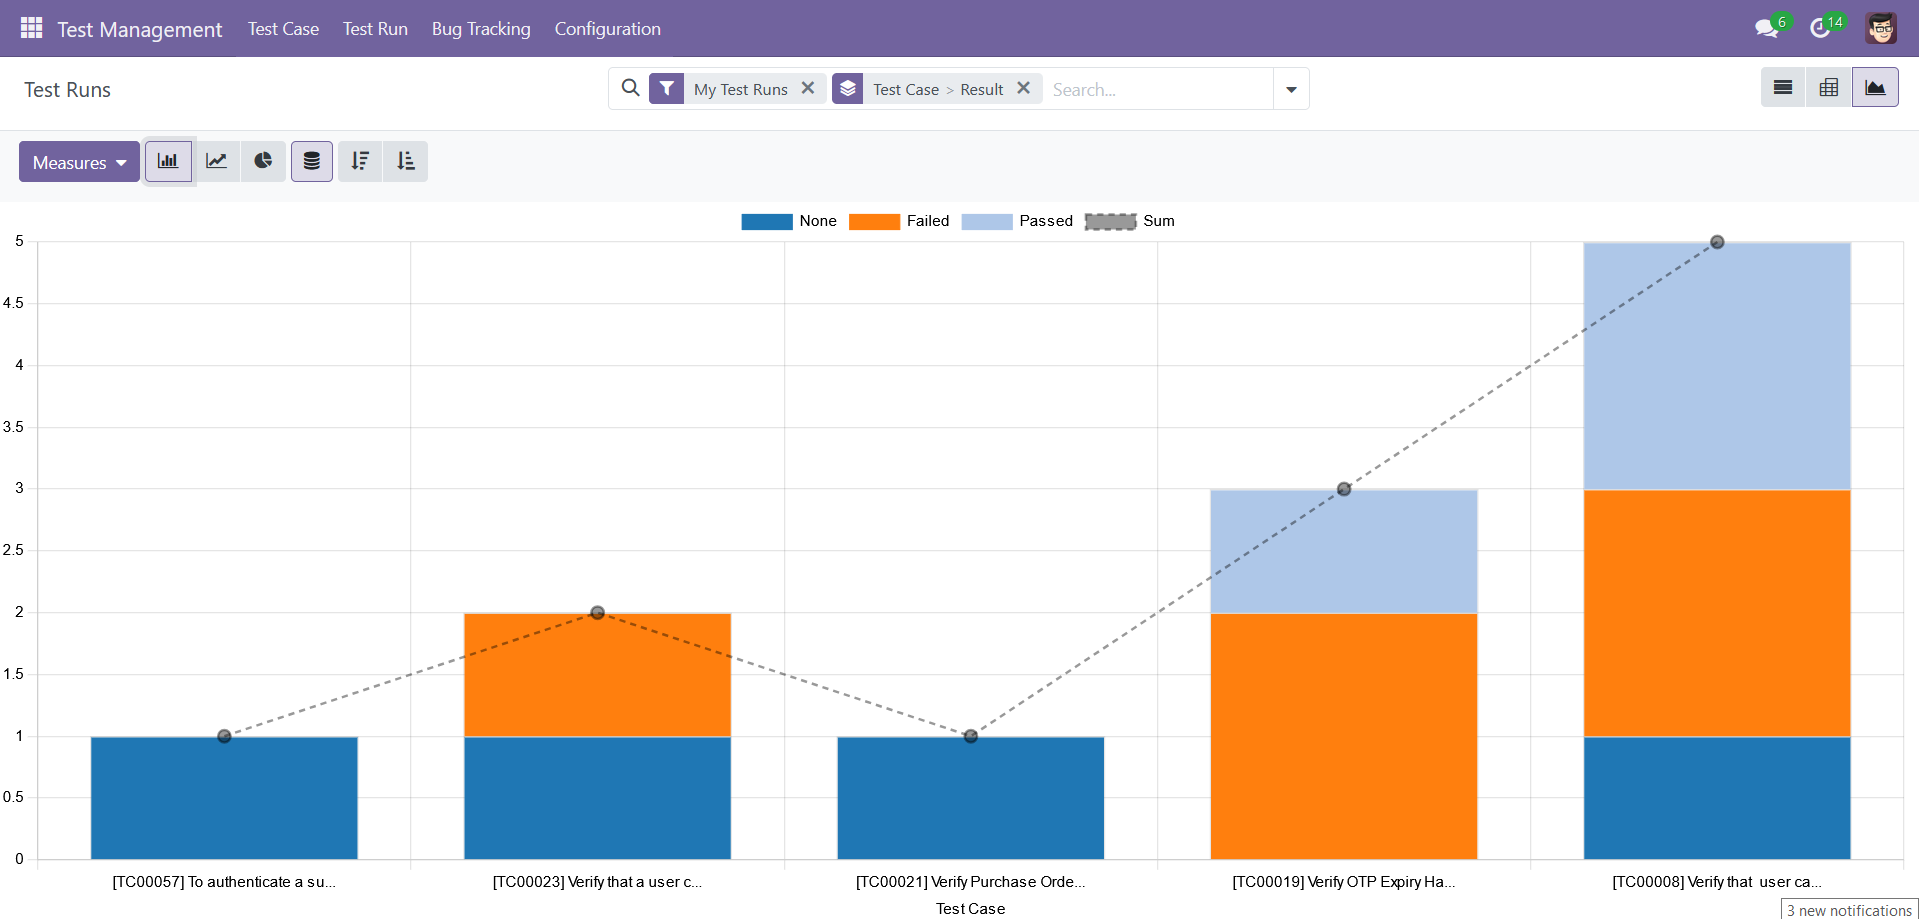 Test Management Test Case Test Run Bug Tracking Configuration 6 14
Test Runs My Test Runs Test Case > Result Search...
Measures
None Failed Passed Sum
5
4.5
4
3.5
3
2.5
2
1.5
1
0.5
0
[TC00057] To authenticate a su... [TC00023] Verify that a user c... [TC00021] Verify Purchase Orde... [TC00019] Verify OTP Expiry Ha... [TC00008] Verify that user ca...
Test Case
3 new notifications